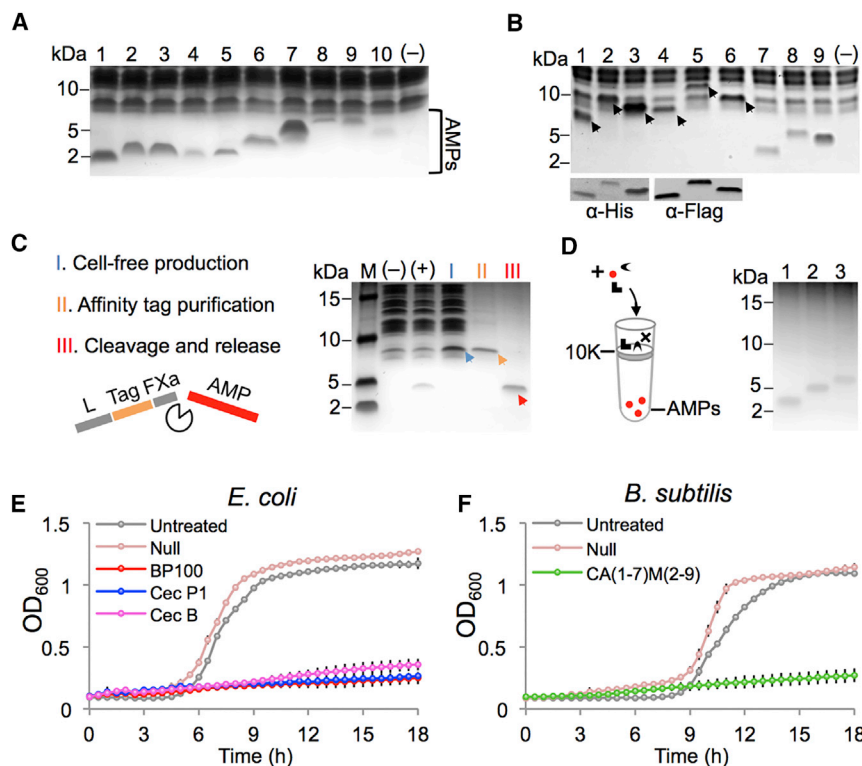 A
kDa 1 2 3 4 5 6 7 8 9 10 (–)
10
5
2
AMPs
B
kDa 1 2 3 4 5 6 7 8 9 (–)
10
5
2
α-His α-Flag
C
I. Cell-free production
II. Affinity tag purification
III. Cleavage and release
L Tag FXa AMP
kDa M (–) (+) I II III
15
10
5
2
D
+
10K
AMPs
kDa 1 2 3
15
10
5
2
E E. coli
Untreated
Null
BP100
Cec P1
Cec B
OD600
1.5
1
0.5
0
0 3 6 9 12 15 18
Time (h)
F B. subtilis
Untreated
Null
CA(1-7)M(2-9)
OD600
1.5
1
0.5
0
0 3 6 9 12 15 18
Time (h)